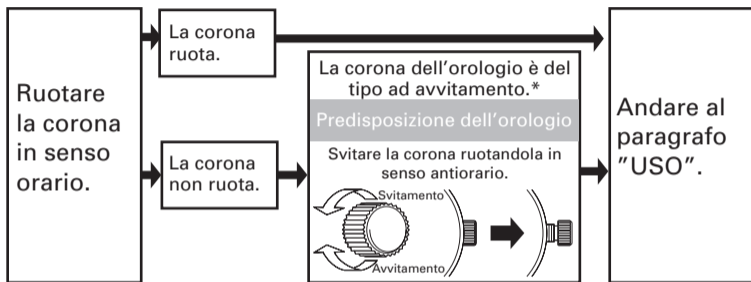 Ruotare
la corona
in senso
orario.
La corona
ruota.
La corona
non ruota.
La corona dell'orologio è del
tipo ad avvitamento.*
Predisposizione dell'orologio
Svitare la corona ruotandola in
senso antiorario.
Svitamento
Avvitamento
Andare al
paragrafo
"USO".